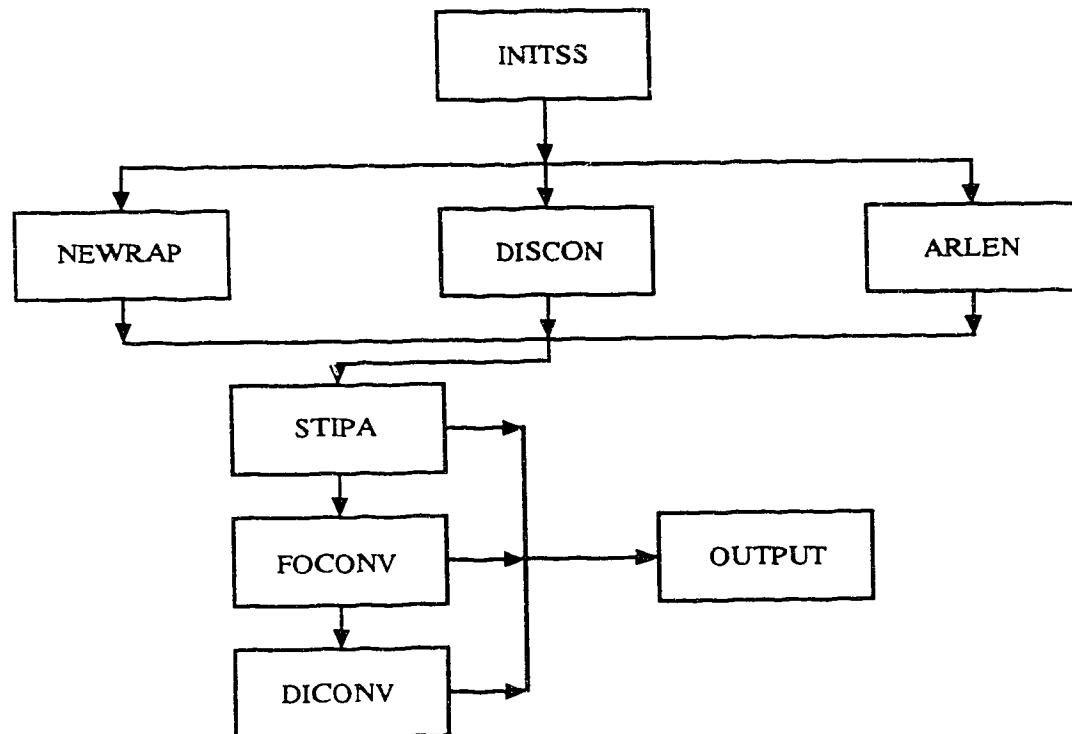 INITSS
NEWRAP
DISCON
ARLEN
STIPA
FOCONV
OUTPUT
DICONV